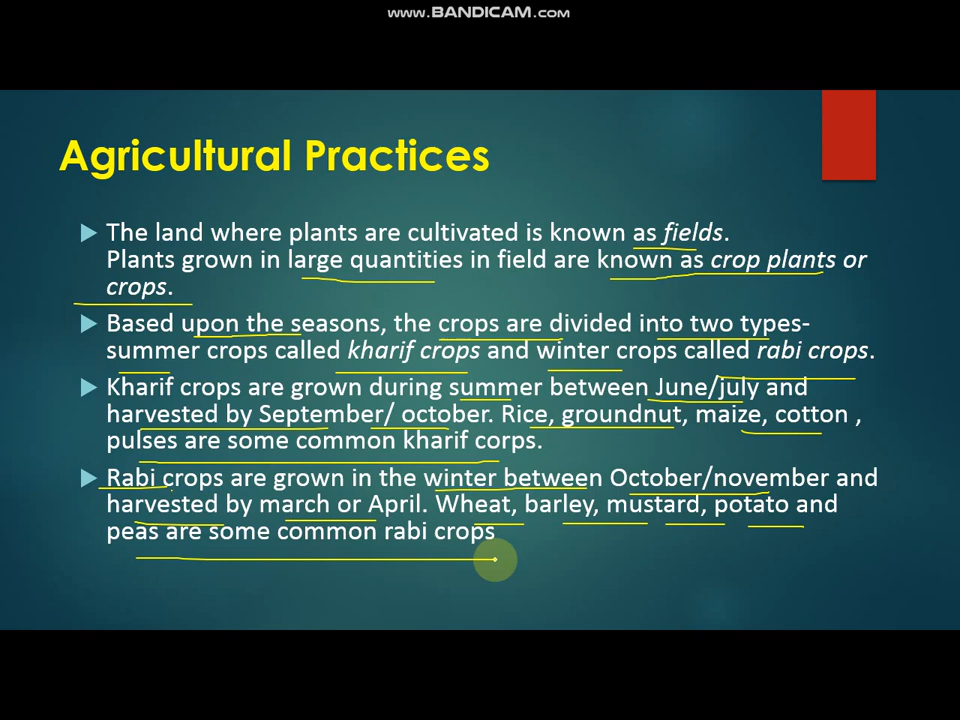 www.BANDICAM.com
Agricultural Practices
The land where plants are cultivated is known as fields.
Plants grown in large quantities in field are known as crop plants or
crops.
Based upon the seasons, the crops are divided into two types-
summer crops called kharif crops and winter crops called rabi crops.
Kharif crops are grown during summer between June/july and
harvested by September/ october. Rice, groundnut, maize, cotton ,
pulses are some common kharif corps.
Rabi crops are grown in the winter between October/november and
harvested by march or April. Wheat, barley, mustard, potato and
peas are some common rabi crops